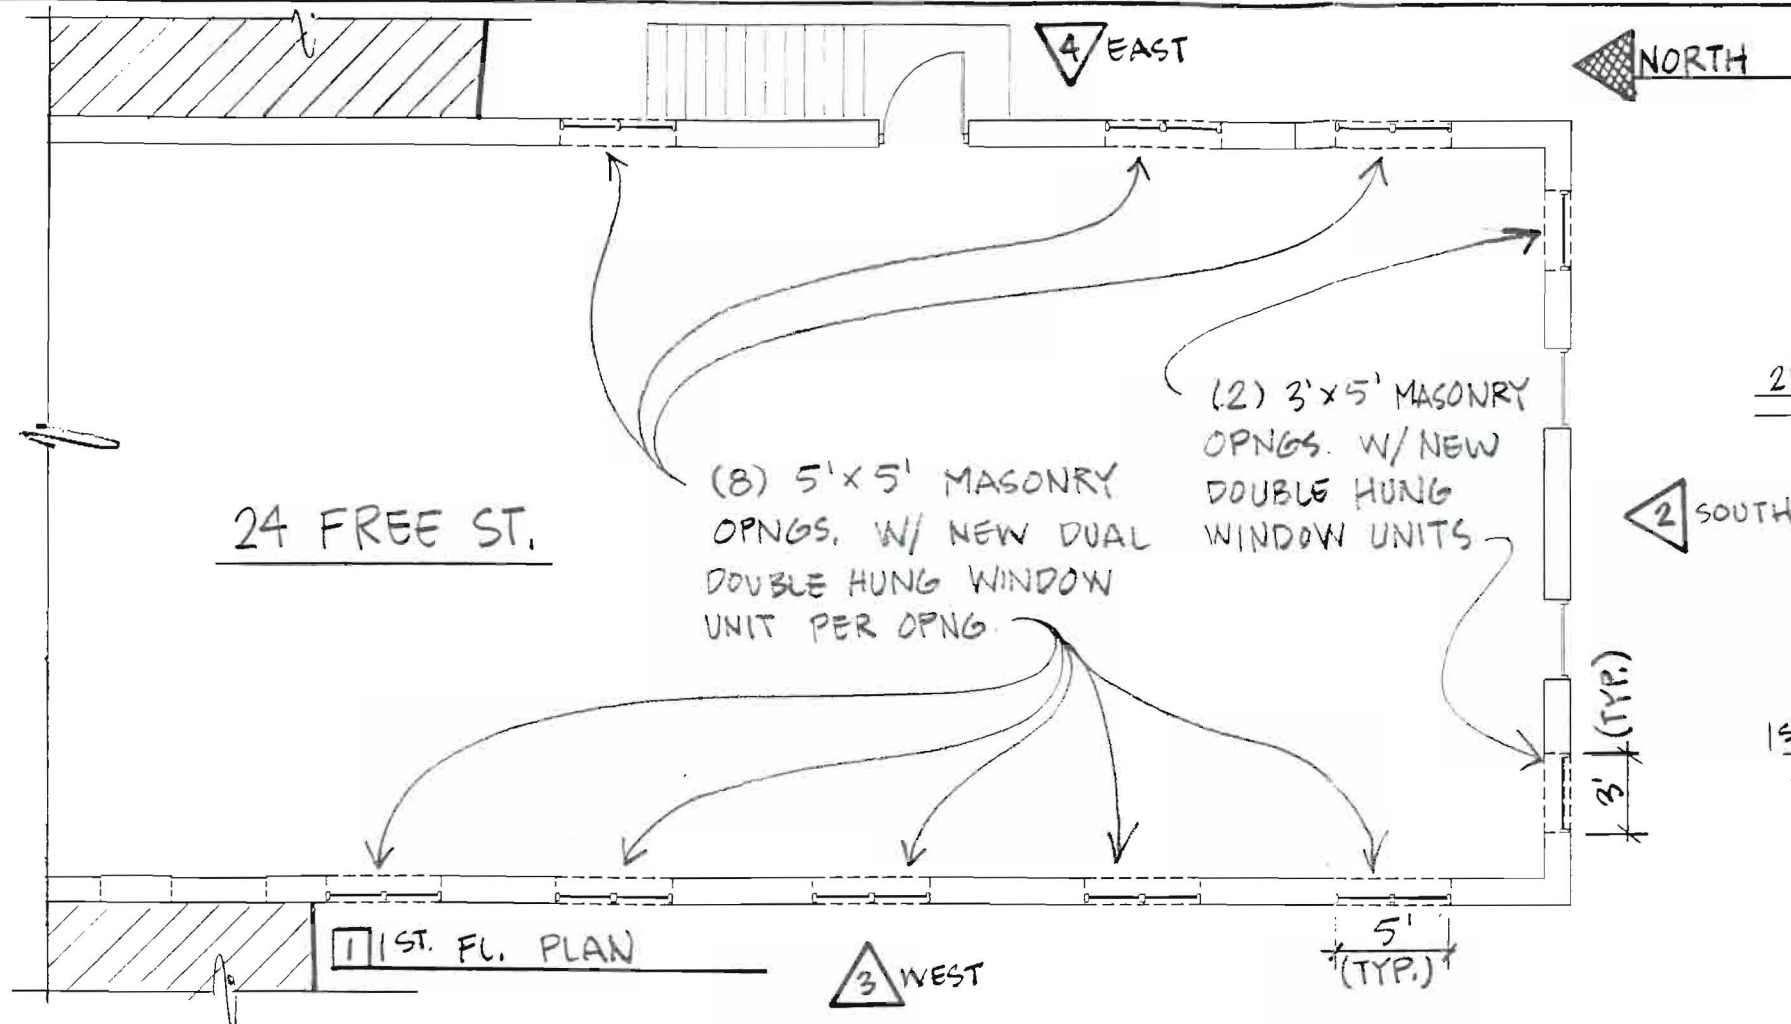 4 EAST
NORTH
(2) 3'x5' MASONRY
OPNGS. W/ NEW
DOUBLE HUNG
WINDOW UNITS
(8) 5'x5' MASONRY
OPNGS. W/ NEW DUAL
DOUBLE HUNG WINDOW
UNIT PER OPNG.
24 FREE ST.
2 SOUTH
3' (TYP.)
5'
(TYP.)
1 1ST. FL. PLAN
3 WEST